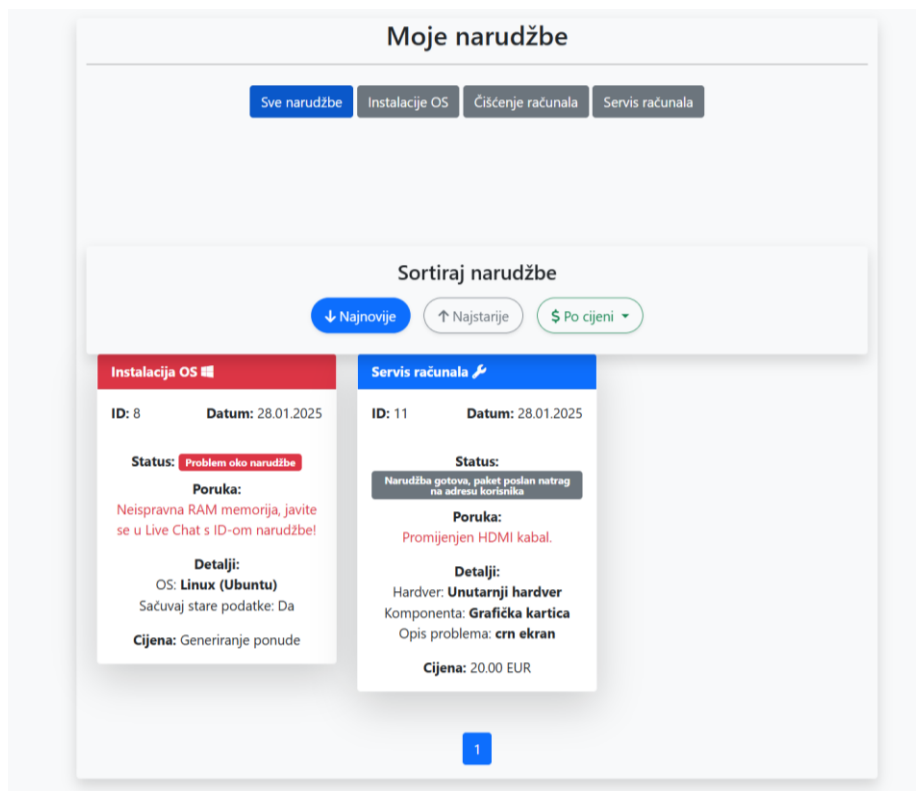 Moje narudžbe
Sve narudžbe
Instalacije OS
Čišćenje računala
Servis računala
Sortiraj narudžbe
Najnovije
Najstarije
Po cijeni
Instalacija OS
ID: 8 Datum: 28.01.2025
Status: Problem oko narudžbe
Poruka:
Neispravna RAM memorija, javite
se u Live Chat s ID-om narudžbe!
Detalji:
OS: Linux (Ubuntu)
Sačuvaj stare podatke: Da
Cijena: Generiranje ponude
Servis računala
ID: 11 Datum: 28.01.2025
Status:
Narudžba gotova, paket poslan natrag
na adresu korisnika
Poruka:
Promijenjen HDMI kabal.
Detalji:
Hardver: Unutarnji hardver
Komponenta: Grafička kartica
Opis problema: crn ekran
Cijena: 20.00 EUR
1